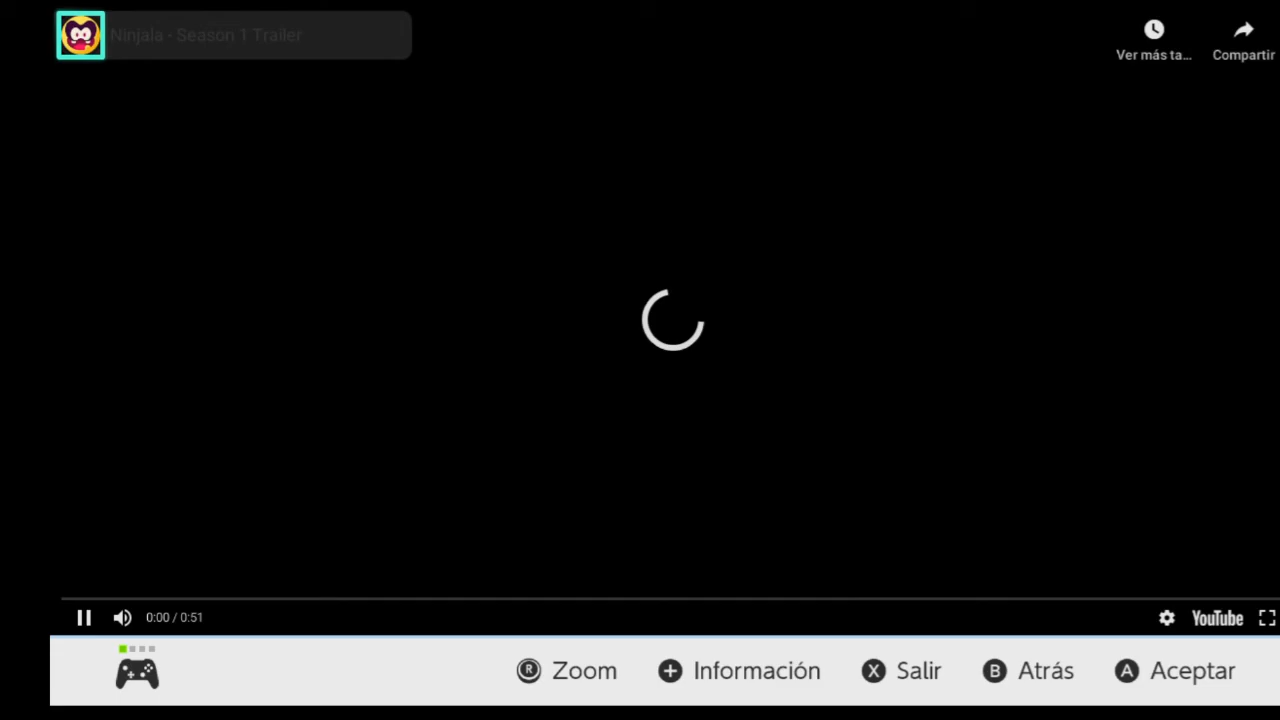 Ninjala - Season 1 Trailer
Ver más ta...
Compartir
0:00 / 0:51
YouTube
R Zoom
+ Información
X Salir
B Atrás
A Aceptar